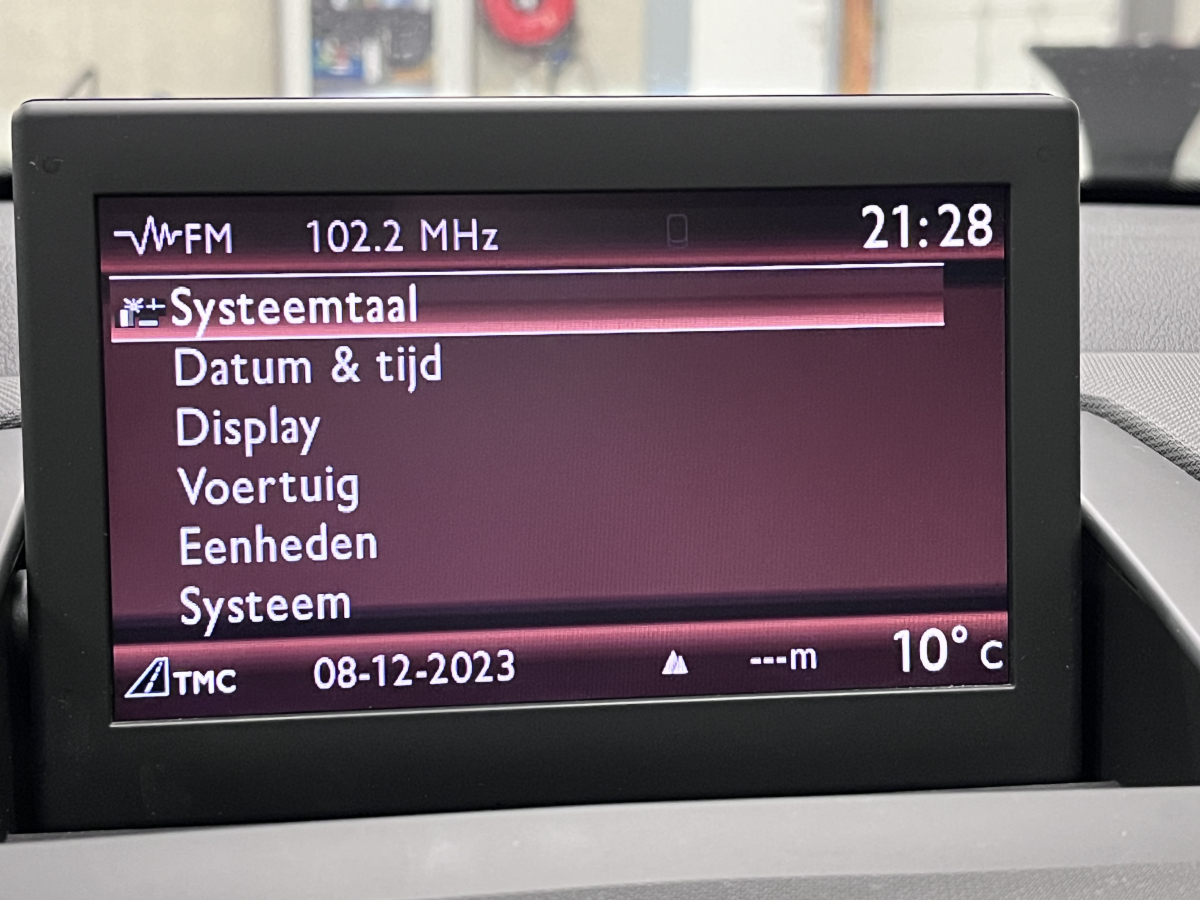 FM 102.2 MHz 21:28
Systeemtaal
Datum & tijd
Display
Voertuig
Eenheden
Systeem
TMC 08-12-2023 ---m 10° C